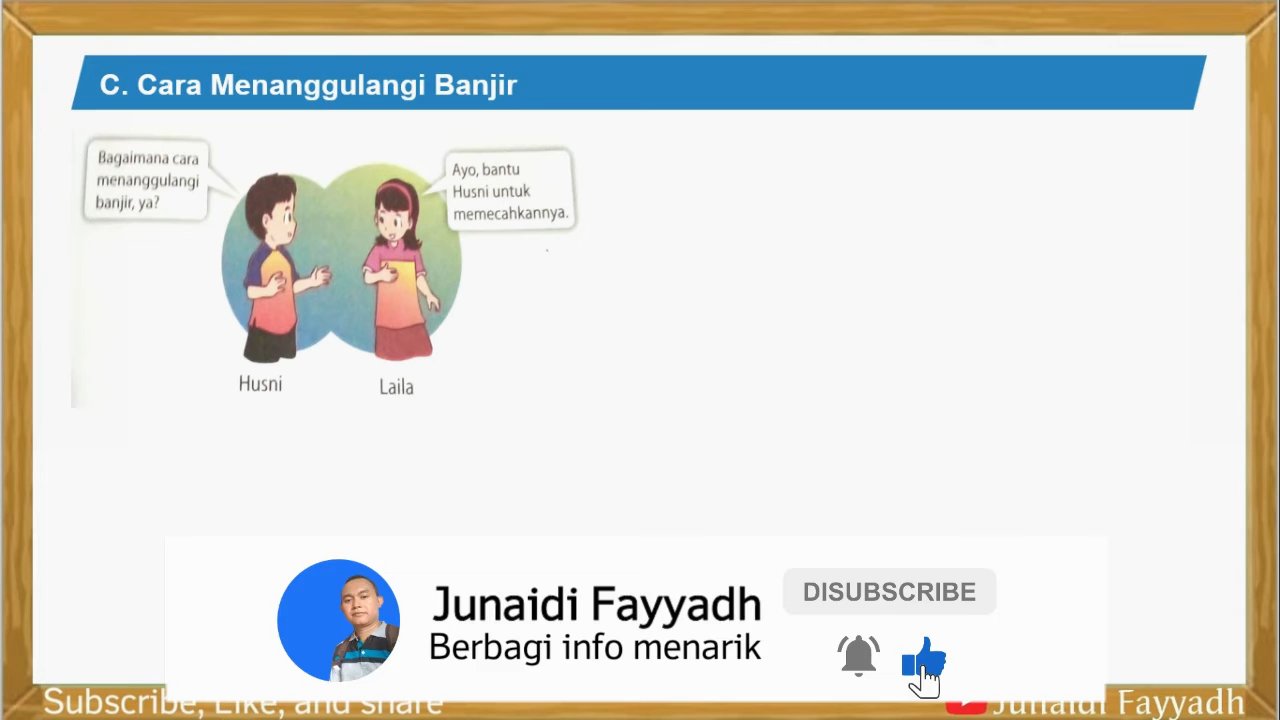 C. Cara Menanggulangi Banjir
Bagaimana cara
menanggulangi
banjir, ya?
Ayo, bantu
Husni untuk
memecahkannya.
Husni
Laila
Junaidi Fayyadh
Berbagi info menarik
DISUBSCRIBE
Subscribe, Like, and share
Junaidi Fayyadh